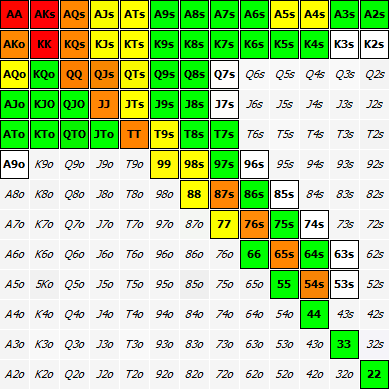 AA AKs AQs AJs ATs A9s A8s A7s A6s A5s A4s A3s A2s
AKo KK KQs KJs KTs K9s K8s K7s K6s K5s K4s K3s K2s
AQo KQo QQ QJs QTs Q9s Q8s Q7s Q6s Q5s Q4s Q3s Q2s
AJo KJO QJO JJ JTs J9s J8s J7s J6s J5s J4s J3s J2s
ATo KTo QTO JTo TT T9s T8s T7s T6s T5s T4s T3s T2s
A9o K9o Q9o J9o T9o 99 98s 97s 96s 95s 94s 93s 92s
A8o K8o Q8o J8o T8o 98o 88 87s 86s 85s 84s 83s 82s
A7o K7o Q7o J7o T7o 97o 87o 77 76s 75s 74s 73s 72s
A6o K6o Q6o J6o T6o 96o 86o 76o 66 65s 64s 63s 62s
A5o 5Ko Q5o J5o T5o 95o 85o 75o 65o 55 54s 53s 52s
A4o K4o Q4o J4o T4o 94o 84o 74o 64o 54o 44 43s 42s
A3o K3o Q3o J3o T3o 93o 83o 73o 63o 53o 43o 33 32s
A2o K2o Q2o J2o T2o 92o 82o 72o 62o 52o 42o 32o 22